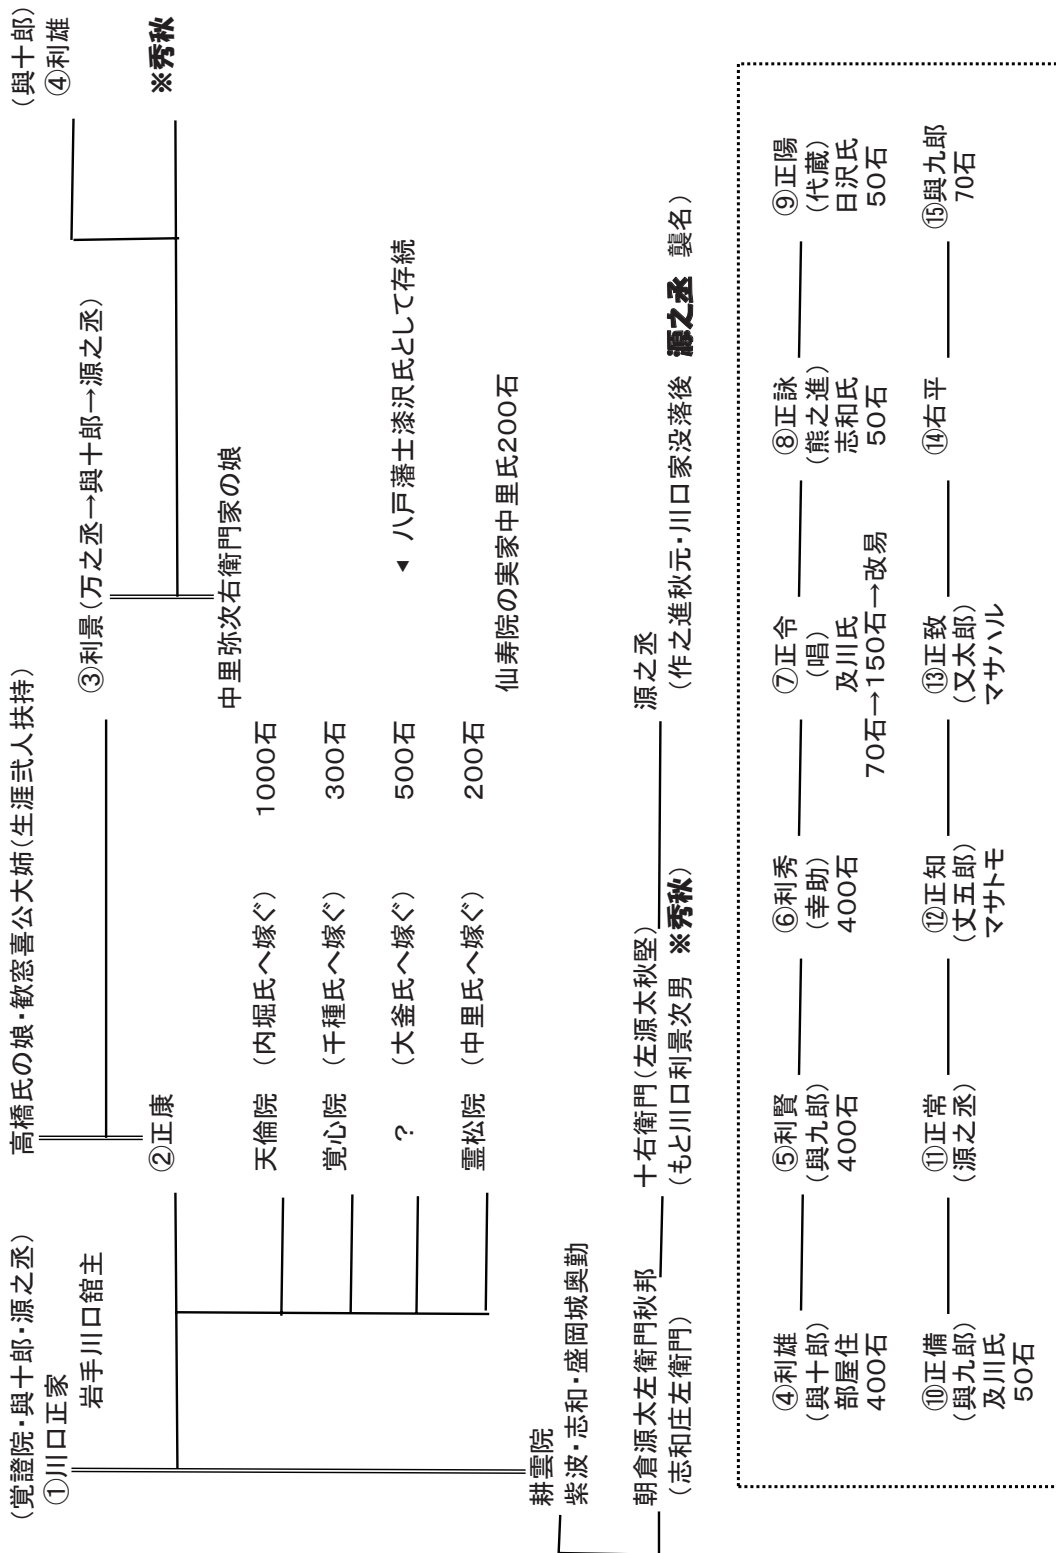 (覚證院・與十郎・源之丞)
①川口正家
岩手川口舘主
高橋氏の娘・歓窓喜公大姉(生涯弐人扶持)
②正康
③利景(万之丞→與十郎→源之丞)
中里弥次右衛門家の娘
(與十郎)
④利雄
※秀秋
天倫院 (内堀氏へ嫁ぐ) 1000石
覚心院 (千種氏へ嫁ぐ) 300石
? (大釜氏へ嫁ぐ) 500石 ▲ 八戸藩士漆沢氏として存続
霊松院 (中里氏へ嫁ぐ) 200石 仙寿院の実家中里氏200石
耕雲院
紫波・志和・盛岡城奥勤
朝倉源太左衛門秋邦
(志和庄左衛門)
十右衛門(左源太秋堅)
(もと川口利景次男 ※秀秋)
源之丞
(作之進秋元・川口家没落後 源之丞 襲名)
④利雄
(與十郎)
部屋住
400石
⑤利賢
(與九郎)
400石
⑥利秀
(幸助)
400石
⑦正令
(唱)
及川氏
70石→150石→改易
⑧正詠
(熊之進)
志和氏
50石
⑨正陽
(代蔵)
日沢氏
50石
⑩正備
(與九郎)
及川氏
50石
⑪正常
(源之丞)
⑫正知
(丈五郎)
マサトモ
⑬正致
(又太郎)
マサハル
⑭右平
⑮與九郎
70石